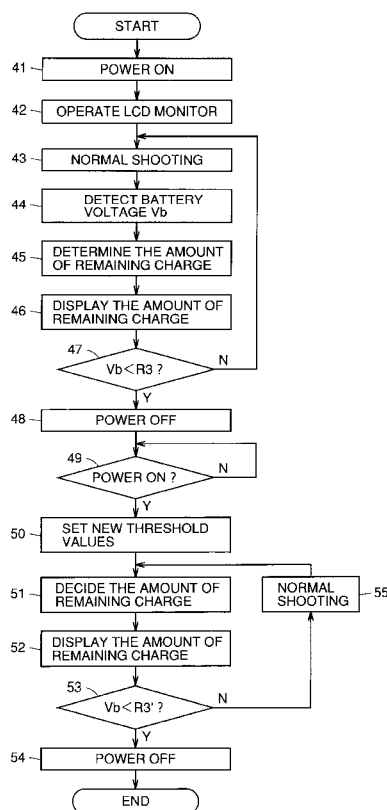 START
41
POWER ON
42
OPERATE LCD MONITOR
43
NORMAL SHOOTING
44
DETECT BATTERY
VOLTAGE Vb
45
DETERMINE THE AMOUNT
OF REMAINING CHARGE
46
DISPLAY THE AMOUNT OF
REMAINING CHARGE
47
Vb<R3 ?
N
Y
48
POWER OFF
49
POWER ON ?
N
Y
50
SET NEW THRESHOLD
VALUES
51
DECIDE THE AMOUNT OF
REMAINING CHARGE
NORMAL
SHOOTING
55
52
DISPLAY THE AMOUNT OF
REMAINING CHARGE
53
Vb<R3' ?
N
Y
54
POWER OFF
END